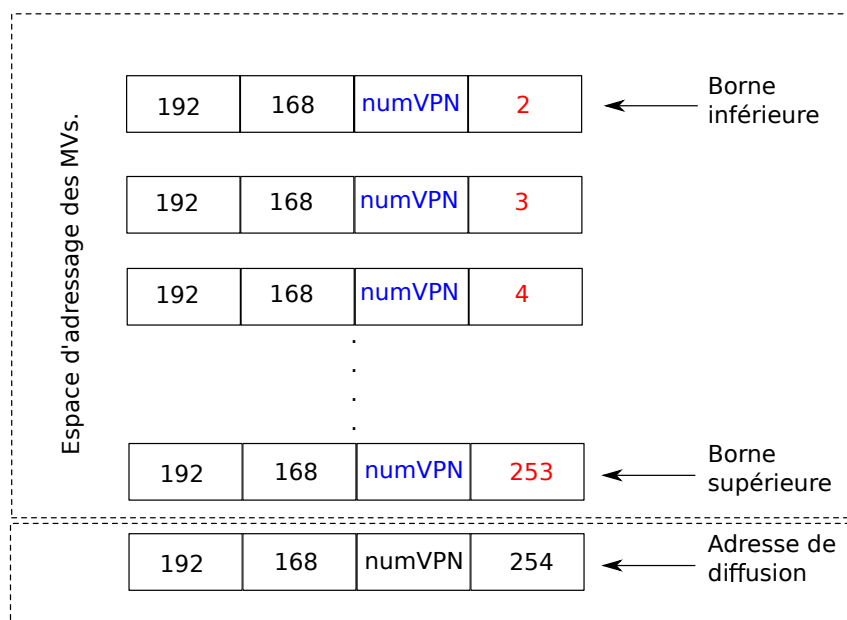 Espace d'adressage des MVs.
192 168 numVPN 2
Borne
inférieure
192 168 numVPN 3
192 168 numVPN 4
.
.
.
.
192 168 numVPN 253
Borne
supérieure
192 168 numVPN 254
Adresse de
diffusion